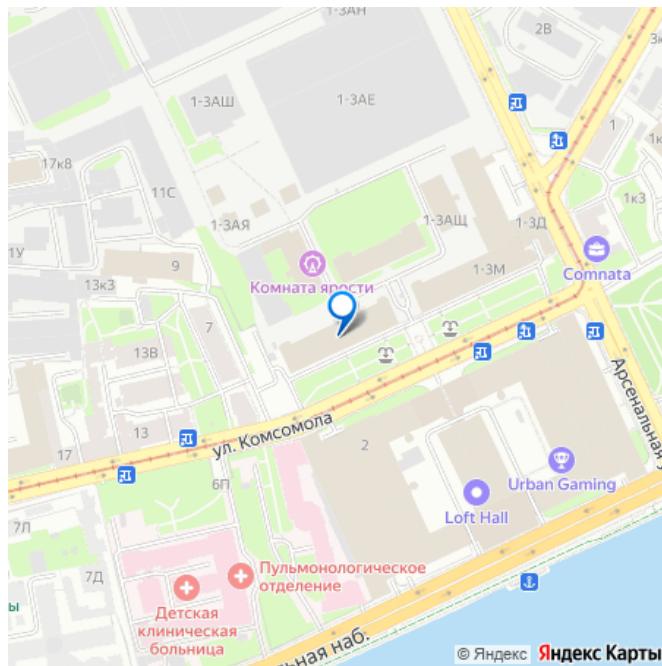 1-3АН
2В
1-3АШ
1-3АЕ
1
17к8
1к
11С
1к3
1-3АЩ
1-3АЯ
1-3Д
1У
9
Комната ярости
1-3М
Comnata
13к3
7
13В
13
ул. Комсомола
2
17
Арсенальная у
6П
Urban Gaming
Loft Hall
7Л
7Д
Пульмонологическое
отделение
ы
Детская
клиническая
больница
льная наб.
© Яндекс Яндекс Карты